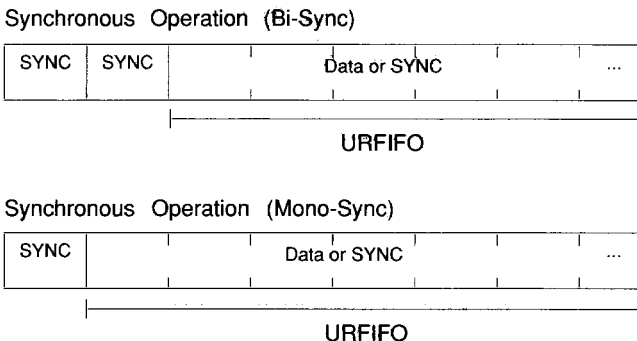 Synchronous Operation (Bi-Sync)
SYNC SYNC Data or SYNC ...
URFIFO
Synchronous Operation (Mono-Sync)
SYNC Data or SYNC ...
URFIFO